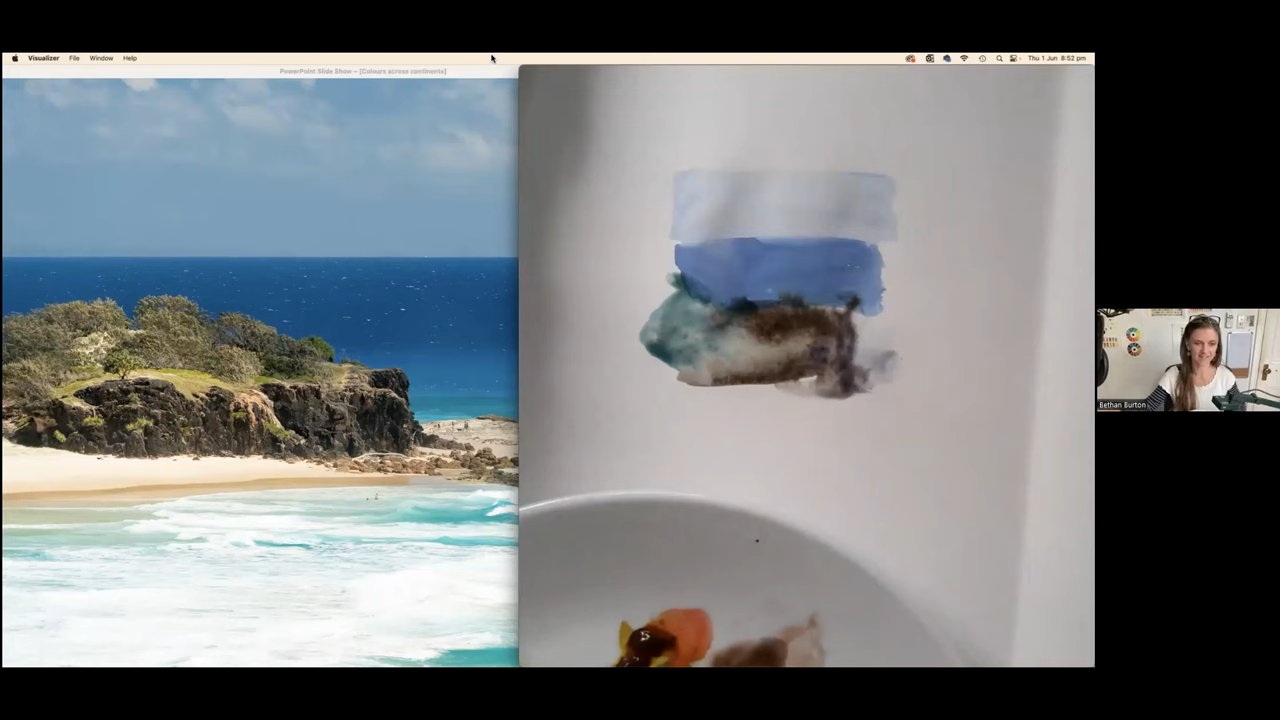 Visualizer File Window Help Thu 1 Jun 8:52 pm
PowerPoint Slide Show – [Colours across continents]
Bethan Burton